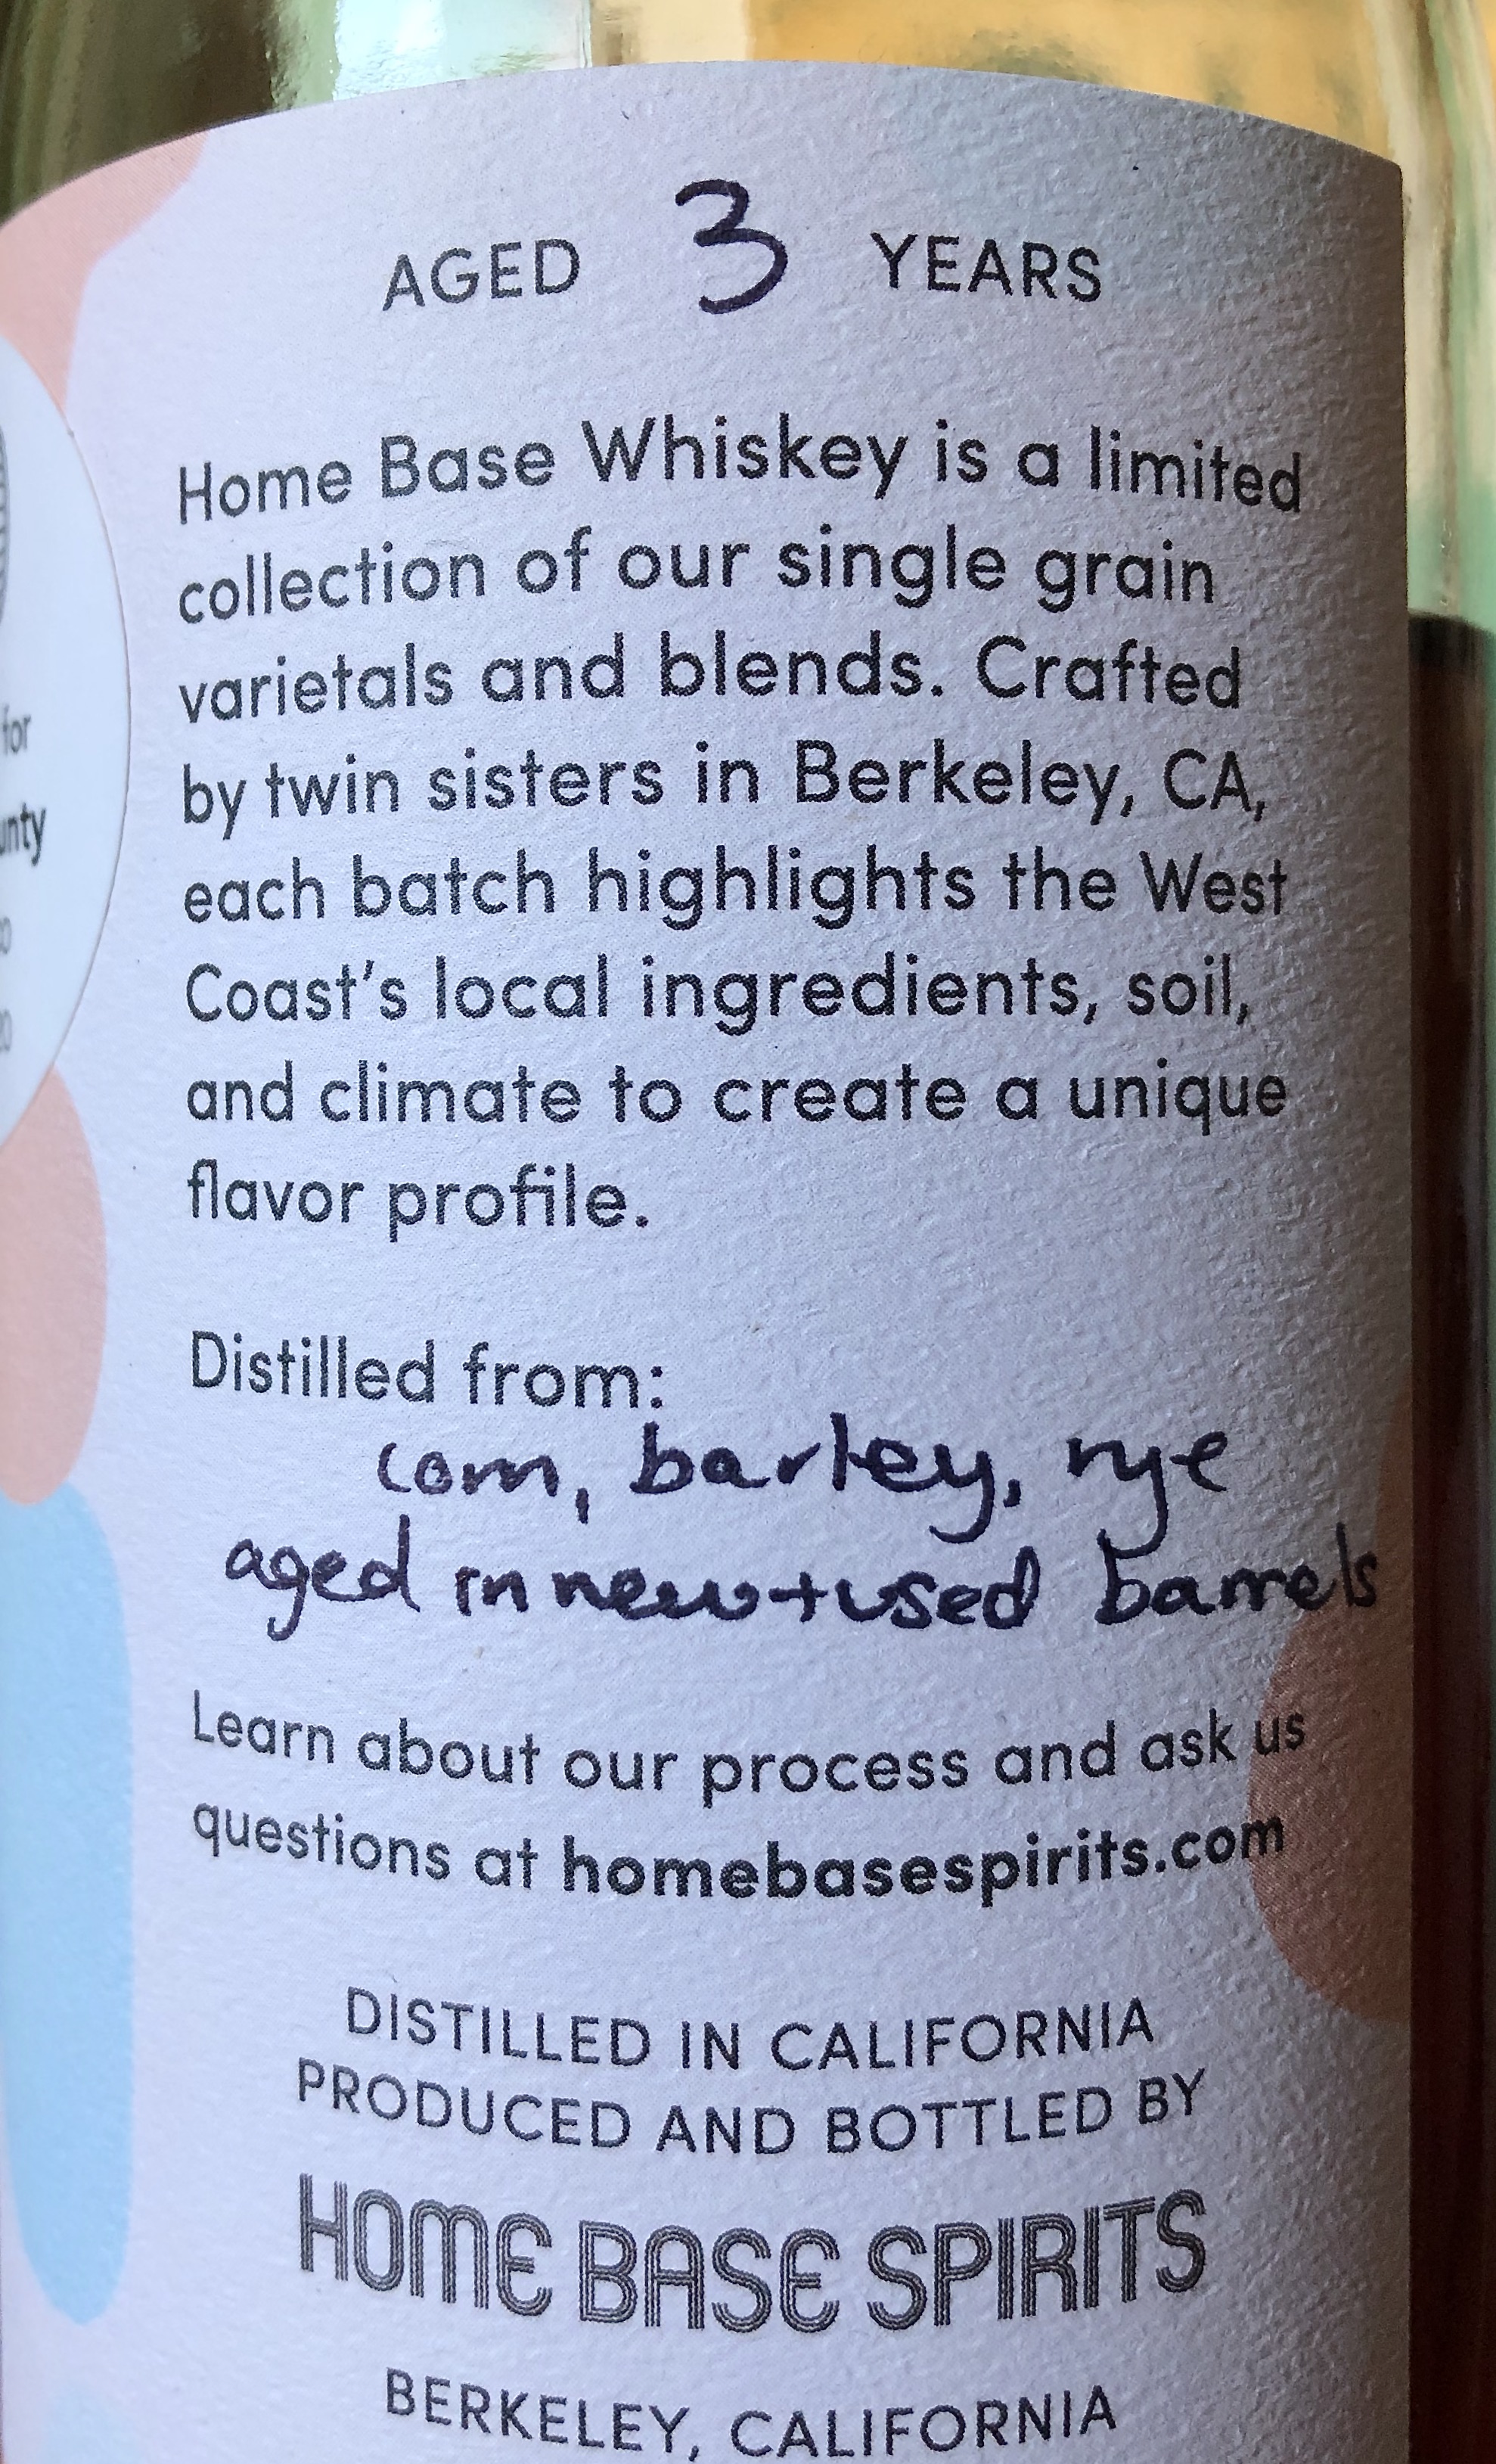 AGED 3 YEARS
Home Base Whiskey is a limited
collection of our single grain
varietals and blends. Crafted
by twin sisters in Berkeley, CA,
each batch highlights the West
Coast's local ingredients, soil,
and climate to create a unique
flavor profile.
Distilled from:
corn, barley, rye
aged in new + used barrels
Learn about our process and ask us
questions at homebasespirits.com
DISTILLED IN CALIFORNIA
PRODUCED AND BOTTLED BY
HOME BASE SPIRITS
BERKELEY, CALIFORNIA
for